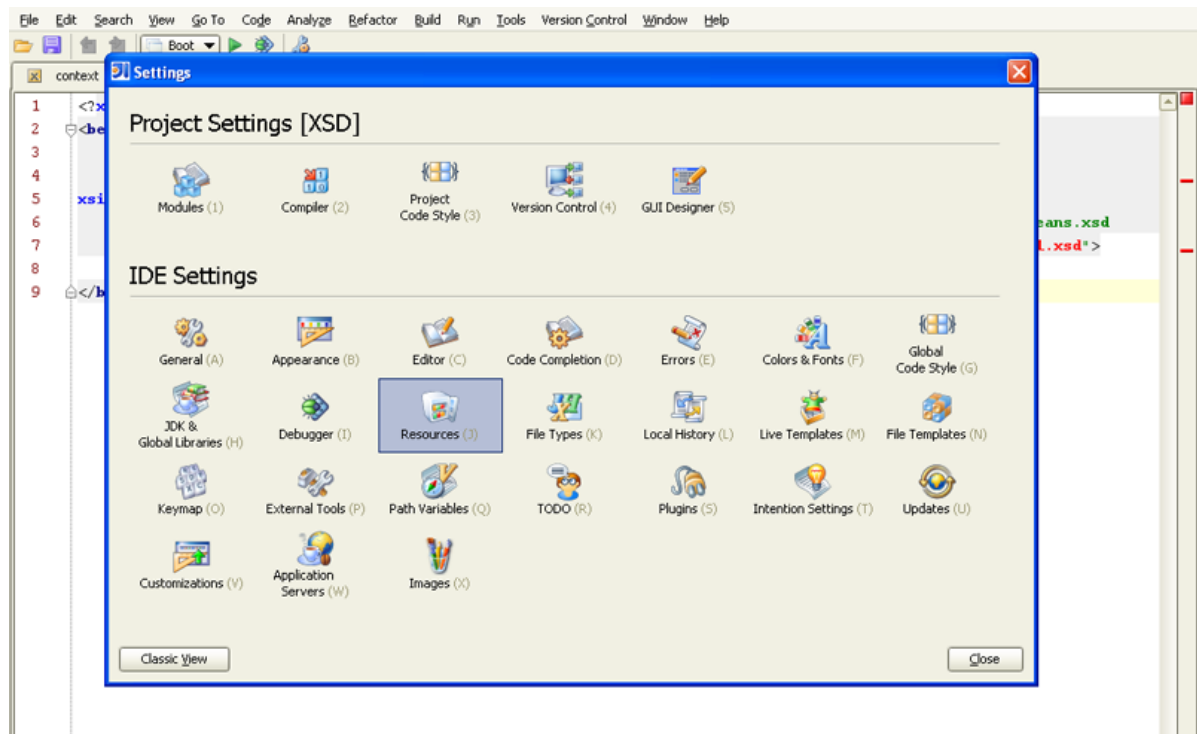 File Edit Search View Go To Code Analyze Refactor Build Run Tools Version Control Window Help
Boot
context
Settings
1 <?x
2 <be
3
4
5 xsi
6 eans.xsd
7 l.xsd">
8
9 </b
Project Settings [XSD]
Modules (1) Compiler (2) Project Code Style (3) Version Control (4) GUI Designer (5)
IDE Settings
General (A) Appearance (B) Editor (C) Code Completion (D) Errors (E) Colors & Fonts (F) Global Code Style (G)
JDK & Global Libraries (H) Debugger (I) Resources (J) File Types (K) Local History (L) Live Templates (M) File Templates (N)
Keymap (O) External Tools (P) Path Variables (Q) TODO (R) Plugins (S) Intention Settings (T) Updates (U)
Customizations (V) Application Servers (W) Images (X)
Classic View Close